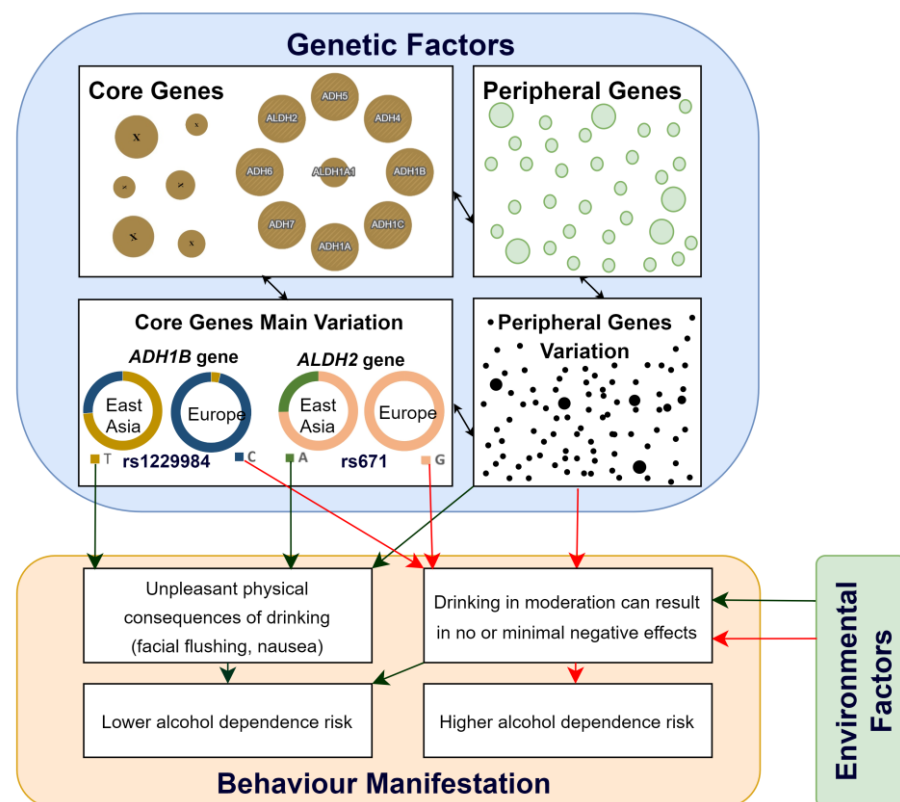 Genetic Factors
Core Genes
X
X
X
X
X
X
ADH5
ALDH2
ADH4
ADH6
ALDH1A1
ADH1B
ADH7
ADH1C
ADH1A
Peripheral Genes
Core Genes Main Variation
ADH1B gene
ALDH2 gene
East
Asia
Europe
East
Asia
Europe
T
rs1229984
C
A
rs671
G
Peripheral Genes
Variation
Unpleasant physical
consequences of drinking
(facial flushing, nausea)
Drinking in moderation can result
in no or minimal negative effects
Lower alcohol dependence risk
Higher alcohol dependence risk
Behaviour Manifestation
Environmental
Factors